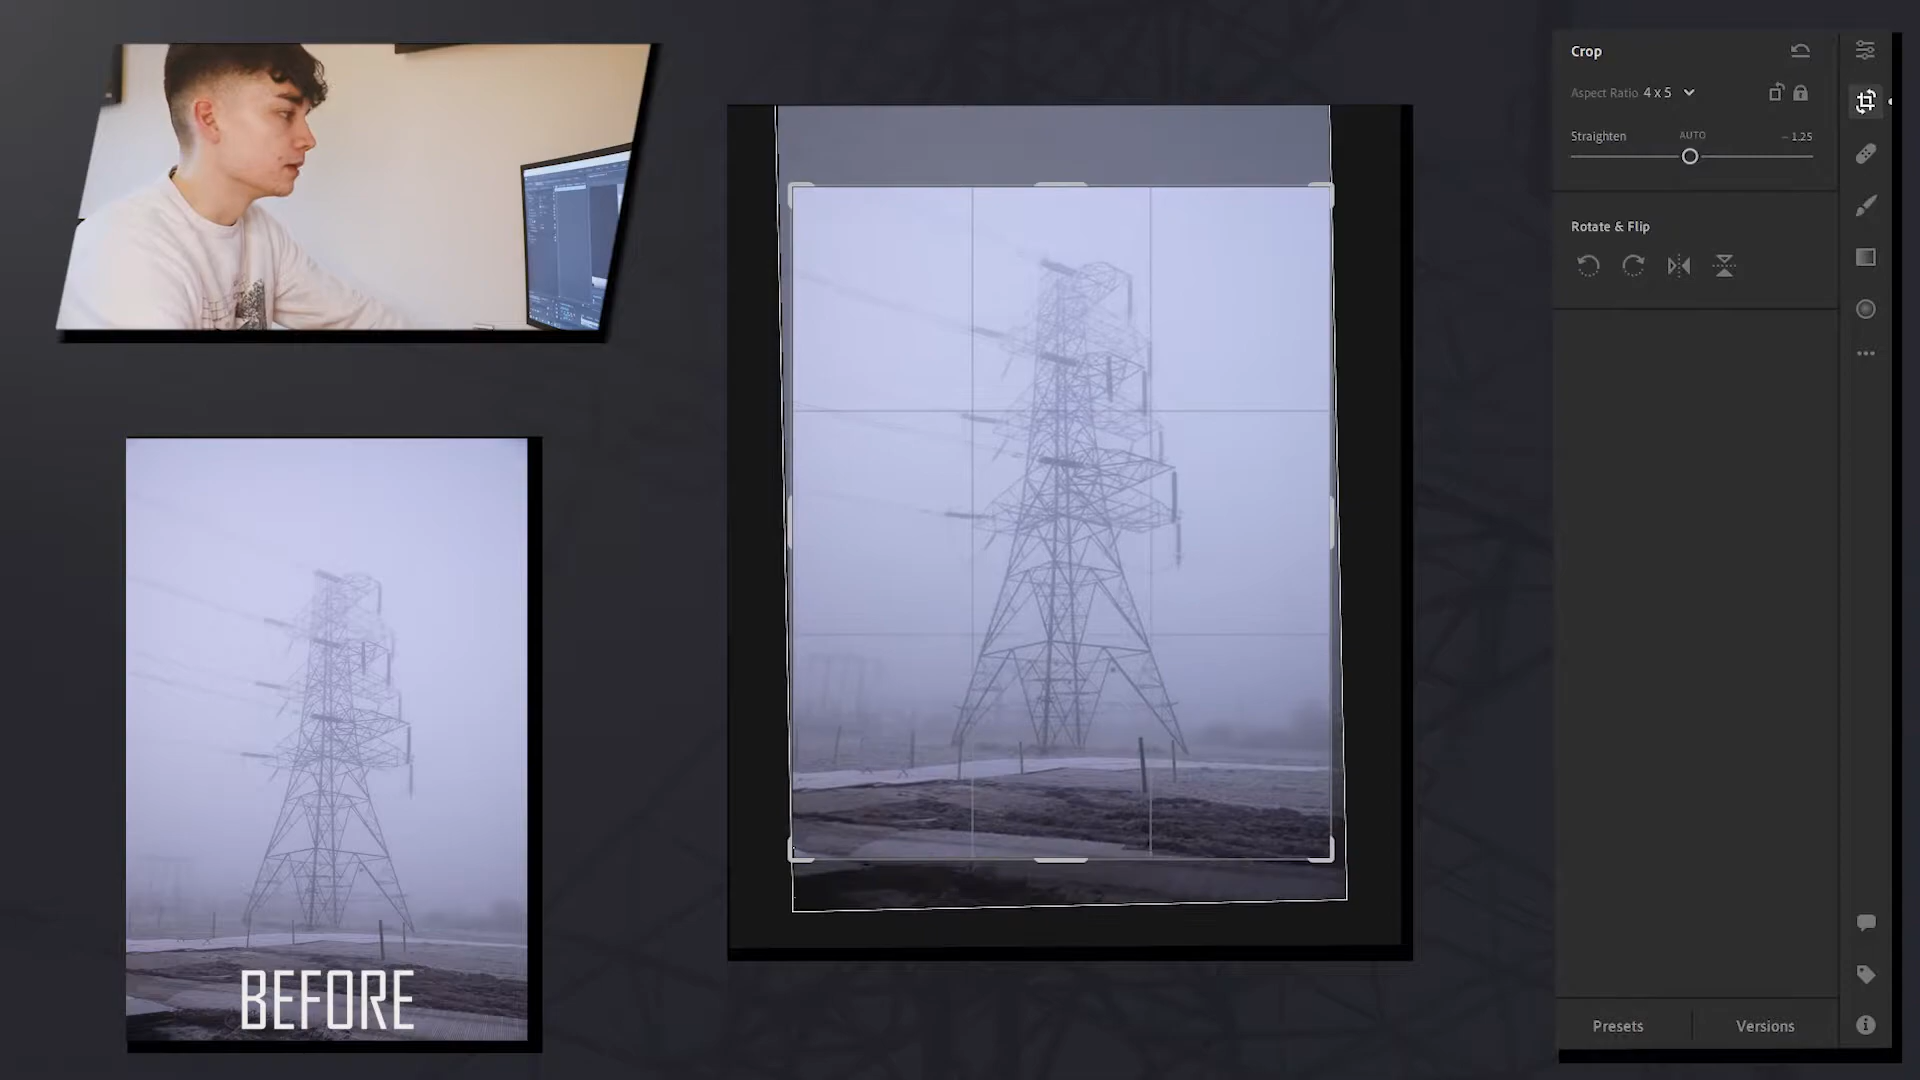 Crop
Aspect Ratio 4 x 5
AUTO
Straighten - 1.25
Rotate & Flip
BEFORE
Presets Versions